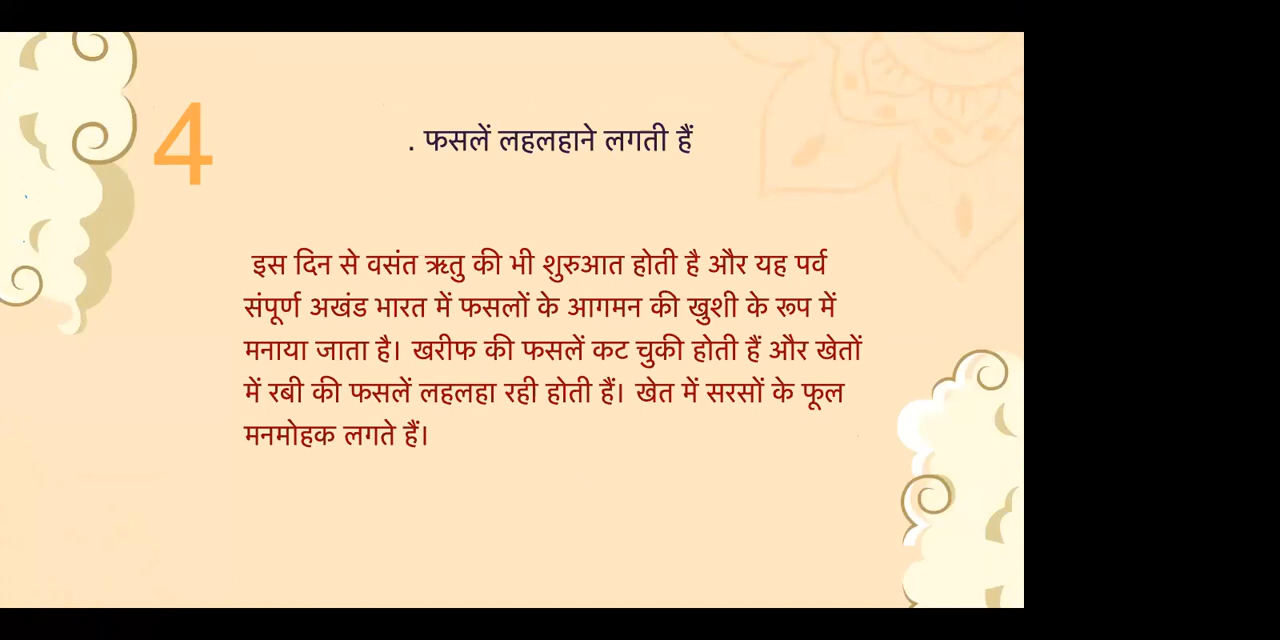 4
. फसलें लहलहाने लगती हैं
इस दिन से वसंत ऋतु की भी शुरुआत होती है और यह पर्व
संपूर्ण अखंड भारत में फसलों के आगमन की खुशी के रूप में
मनाया जाता है। खरीफ की फसलें कट चुकी होती हैं और खेतों
में रबी की फसलें लहलहा रही होती हैं। खेत में सरसों के फूल
मनमोहक लगते हैं।